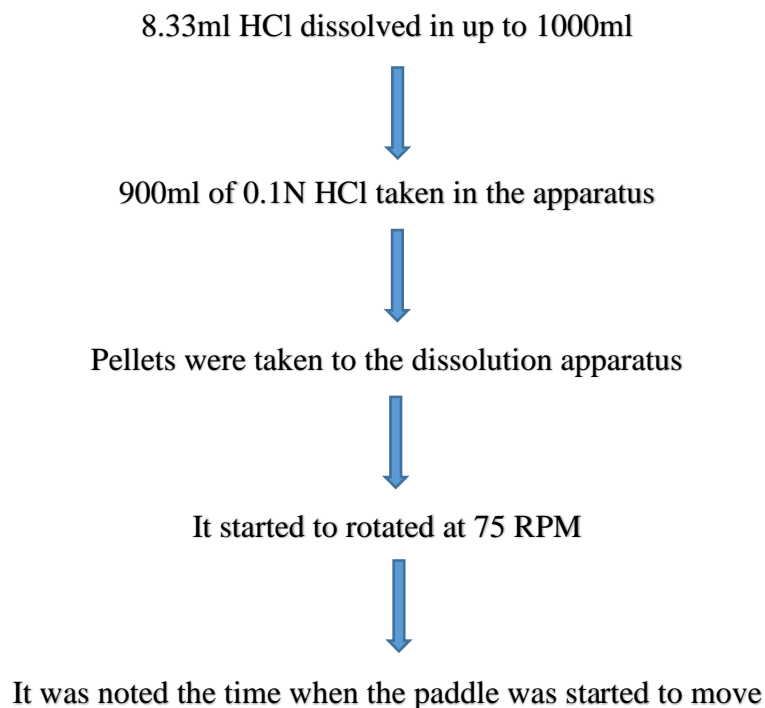 8.33ml HCl dissolved in up to 1000ml
900ml of 0.1N HCl taken in the apparatus
Pellets were taken to the dissolution apparatus
It started to rotated at 75 RPM
It was noted the time when the paddle was started to move